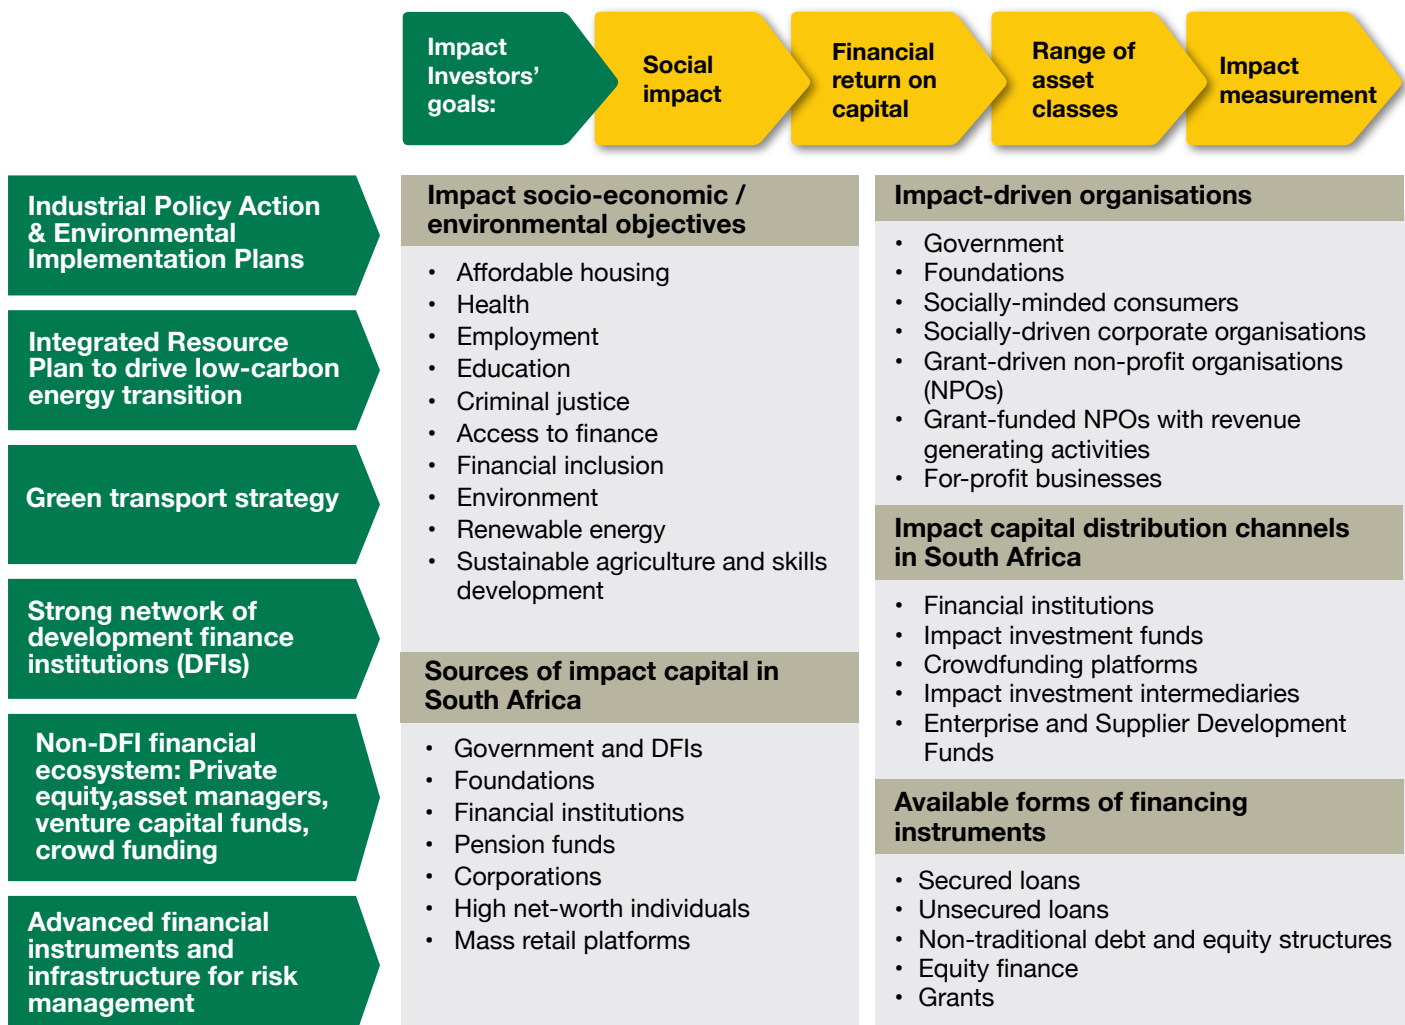 Impact
Investors’
goals:
Social
impact
Financial
return on
capital
Range of
asset
classes
Impact
measurement
Industrial Policy Action
& Environmental
Implementation Plans
Integrated Resource
Plan to drive low-carbon
energy transition
Green transport strategy
Strong network of
development finance
institutions (DFIs)
Non-DFI financial
ecosystem: Private
equity,asset managers,
venture capital funds,
crowd funding
Advanced financial
instruments and
infrastructure for risk
management
Impact socio-economic /
environmental objectives
• Affordable housing
• Health
• Employment
• Education
• Criminal justice
• Access to finance
• Financial inclusion
• Environment
• Renewable energy
• Sustainable agriculture and skills
development
Sources of impact capital in
South Africa
• Government and DFIs
• Foundations
• Financial institutions
• Pension funds
• Corporations
• High net-worth individuals
• Mass retail platforms
Impact-driven organisations
• Government
• Foundations
• Socially-minded consumers
• Socially-driven corporate organisations
• Grant-driven non-profit organisations
(NPOs)
• Grant-funded NPOs with revenue
generating activities
• For-profit businesses
Impact capital distribution channels
in South Africa
• Financial institutions
• Impact investment funds
• Crowdfunding platforms
• Impact investment intermediaries
• Enterprise and Supplier Development
Funds
Available forms of financing
instruments
• Secured loans
• Unsecured loans
• Non-traditional debt and equity structures
• Equity finance
• Grants